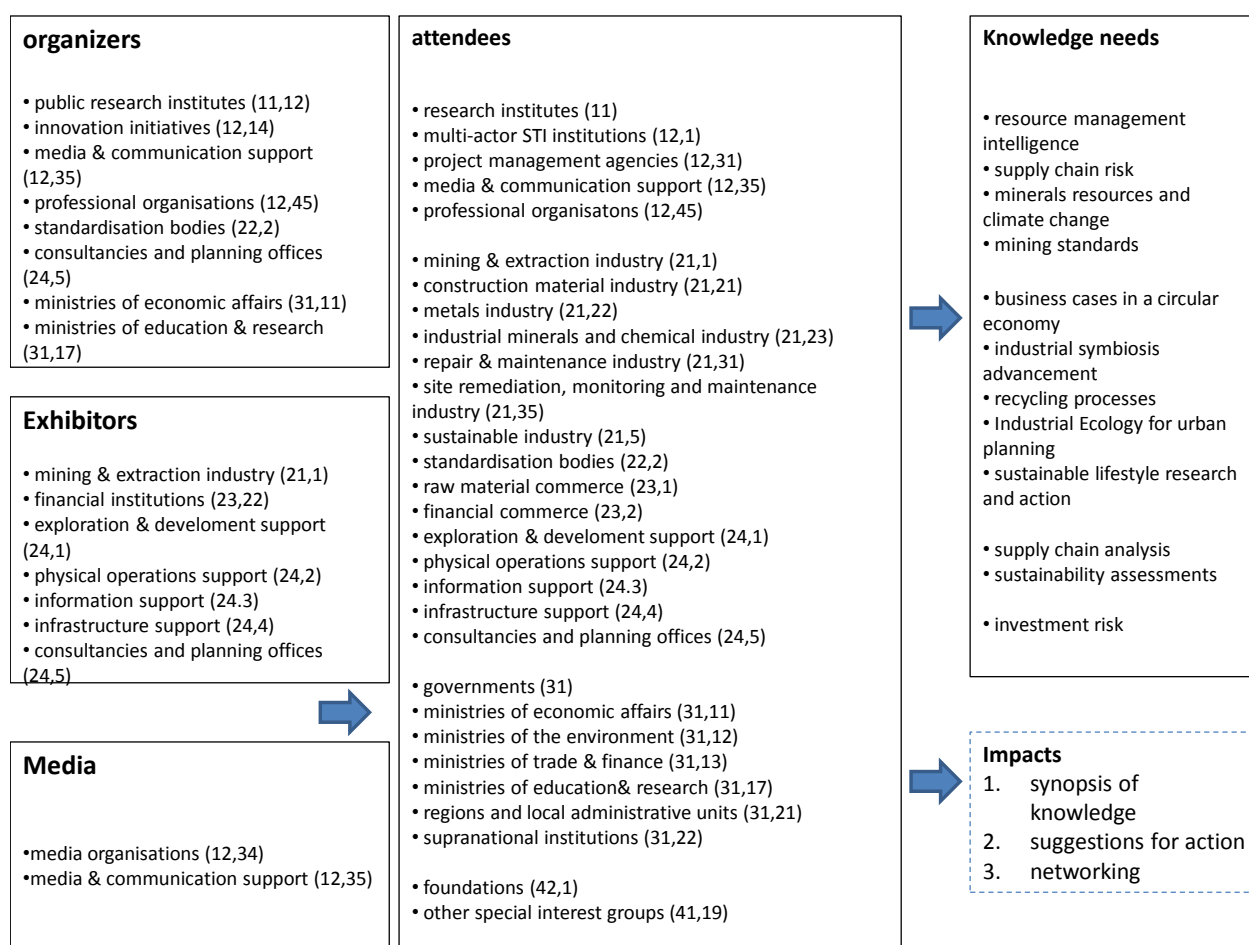 organizers
• public research institutes (11,12)
• innovation initiatives (12,14)
• media & communication support
(12,35)
• professional organisations (12,45)
• standardisation bodies (22,2)
• consultancies and planning offices
(24,5)
• ministries of economic affairs (31,11)
• ministries of education & research
(31,17)
Exhibitors
• mining & extraction industry (21,1)
• financial institutions (23,22)
• exploration & develoment support
(24,1)
• physical operations support (24,2)
• information support (24.3)
• infrastructure support (24,4)
• consultancies and planning offices
(24,5)
Media
•media organisations (12,34)
•media & communication support (12,35)
attendees
• research institutes (11)
• multi-actor STI institutions (12,1)
• project management agencies (12,31)
• media & communication support (12,35)
• professional organisatons (12,45)
• mining & extraction industry (21,1)
• construction material industry (21,21)
• metals industry (21,22)
• industrial minerals and chemical industry (21,23)
• repair & maintenance industry (21,31)
• site remediation, monitoring and maintenance
industry (21,35)
• sustainable industry (21,5)
• standardisation bodies (22,2)
• raw material commerce (23,1)
• financial commerce (23,2)
• exploration & develoment support (24,1)
• physical operations support (24,2)
• information support (24.3)
• infrastructure support (24,4)
• consultancies and planning offices (24,5)
• governments (31)
• ministries of economic affairs (31,11)
• ministries of the environment (31,12)
• ministries of trade & finance (31,13)
• ministries of education& research (31,17)
• regions and local administrative units (31,21)
• supranational institutions (31,22)
• foundations (42,1)
• other special interest groups (41,19)
Knowledge needs
• resource management
intelligence
• supply chain risk
• minerals resources and
climate change
• mining standards
• business cases in a circular
economy
• industrial symbiosis
advancement
• recycling processes
• Industrial Ecology for urban
planning
• sustainable lifestyle research
and action
• supply chain analysis
• sustainability assessments
• investment risk
Impacts
1. synopsis of
knowledge
2. suggestions for action
3. networking